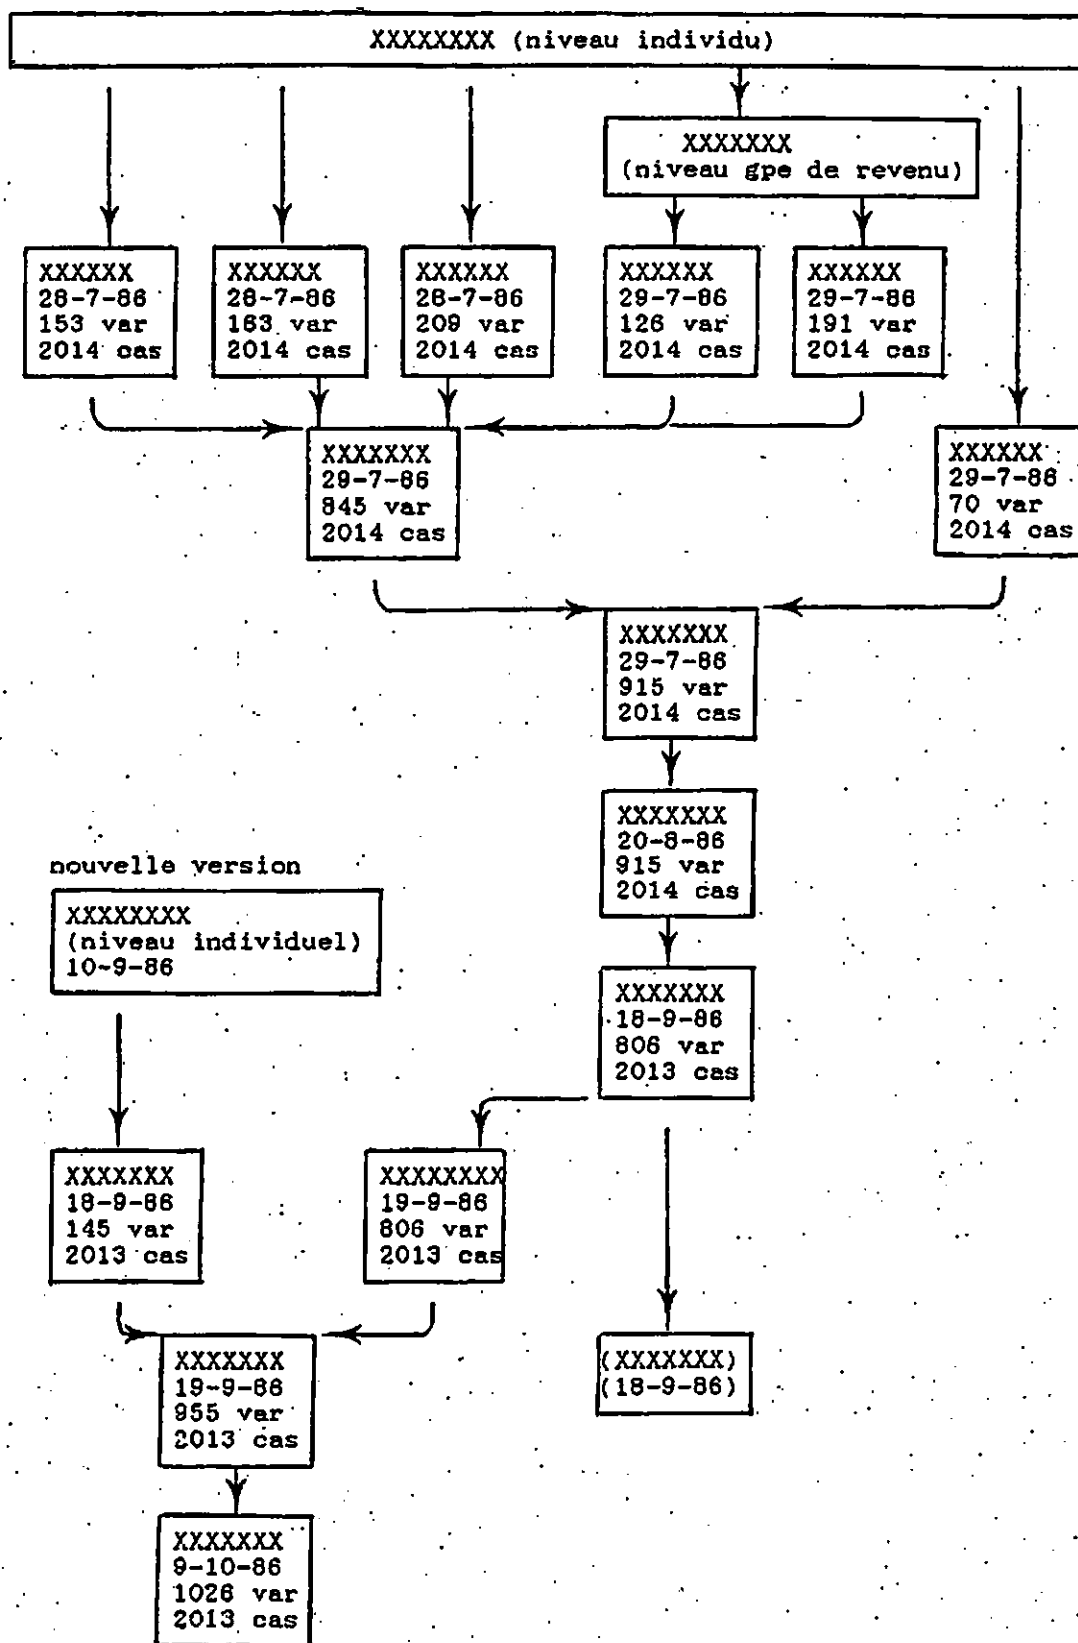 XXXXXXXX (niveau individu)
XXXXXXX
(niveau gpe de revenu)
XXXXXX
28-7-86
153 var
2014 cas
XXXXXX
28-7-86
163 var
2014 cas
XXXXXX
28-7-86
209 var
2014 cas
XXXXXX
29-7-86
126 var
2014 cas
XXXXXX
29-7-86
191 var
2014 cas
XXXXXXX
29-7-86
845 var
2014 cas
XXXXXX
29-7-86
70 var
2014 cas
XXXXXXX
29-7-86
915 var
2014 cas
XXXXXXX
20-8-86
915 var
2014 cas
nouvelle version
XXXXXXXX
(niveau individuel)
10-9-86
XXXXXXX
18-9-86
806 var
2013 cas
XXXXXXX
18-9-86
145 var
2013 cas
XXXXXXXX
19-9-86
806 var
2013 cas
XXXXXXX
19-9-86
955 var
2013 cas
(XXXXXXX)
(18-9-86)
XXXXXXX
9-10-86
1026 var
2013 cas